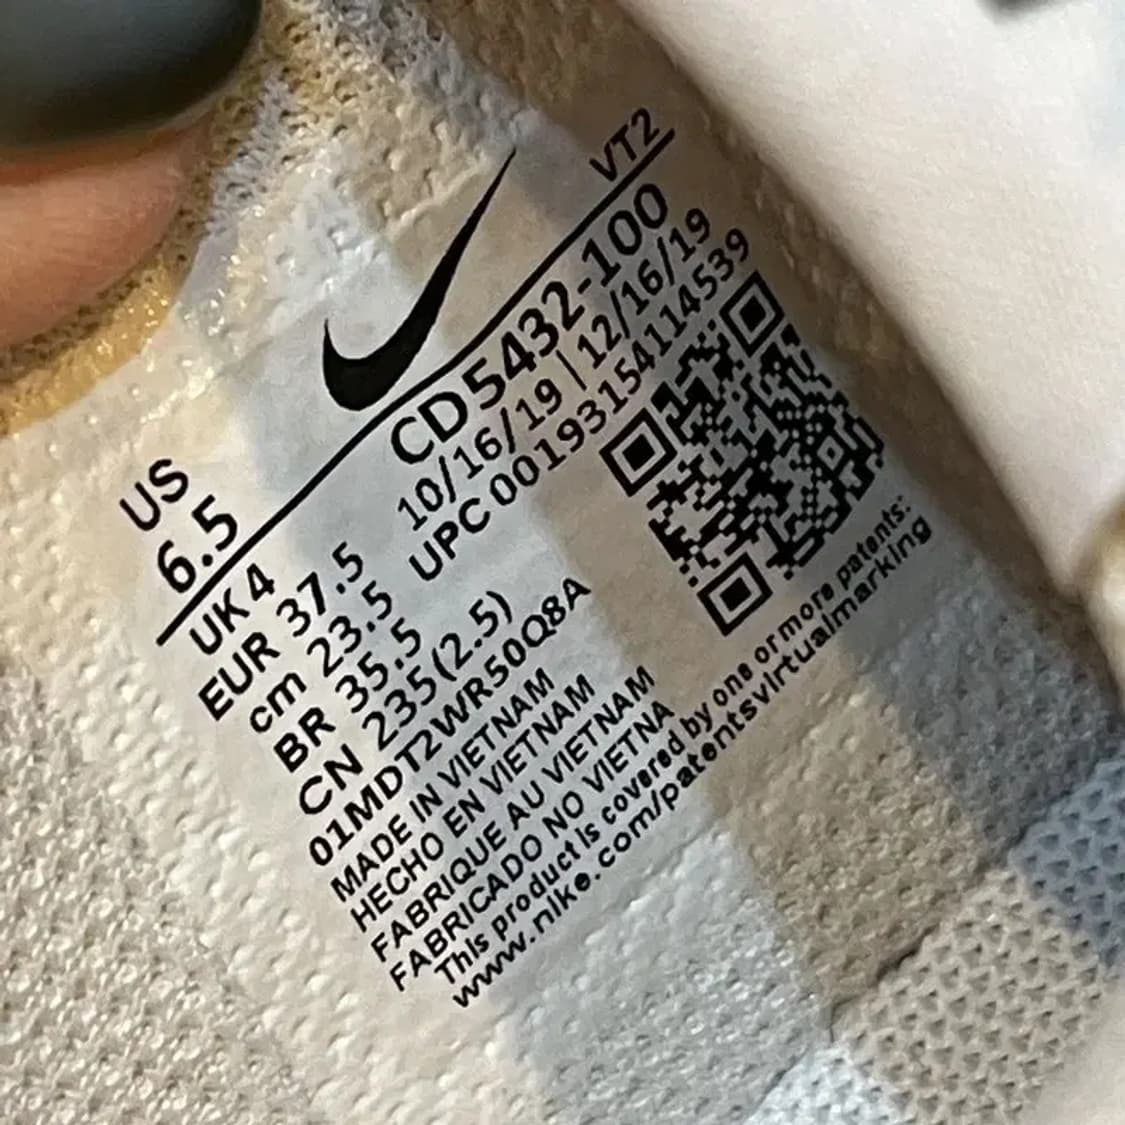 VT2
US
6.5
CD5432-100
10/16/19 | 12/16/19
UPC 00193154114539
UK 4
EUR 37.5
cm 23.5
BR 35.5
CN 235(2.5)
01MDT2WR50Q8A
MADE IN VIETNAM
HECHO EN VIETNAM
FABRIQUE AU VIETNAM
FABRICADO NO VIETNA
This product is covered by one or more patents:
www.nike.com/patentsvirtualmarking